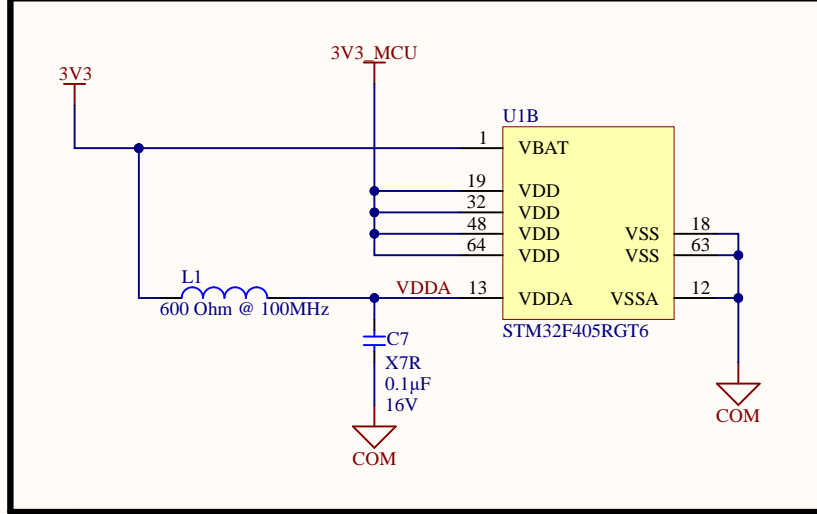 3V3_MCU
3V3
U1B
1 VBAT
19 VDD
32 VDD
48 VDD VSS 18
64 VDD VSS 63
L1
VDDA 13 VDDA VSSA 12
600 Ohm @ 100MHz
STM32F405RGT6
C7
X7R
0.1µF
16V
COM
COM